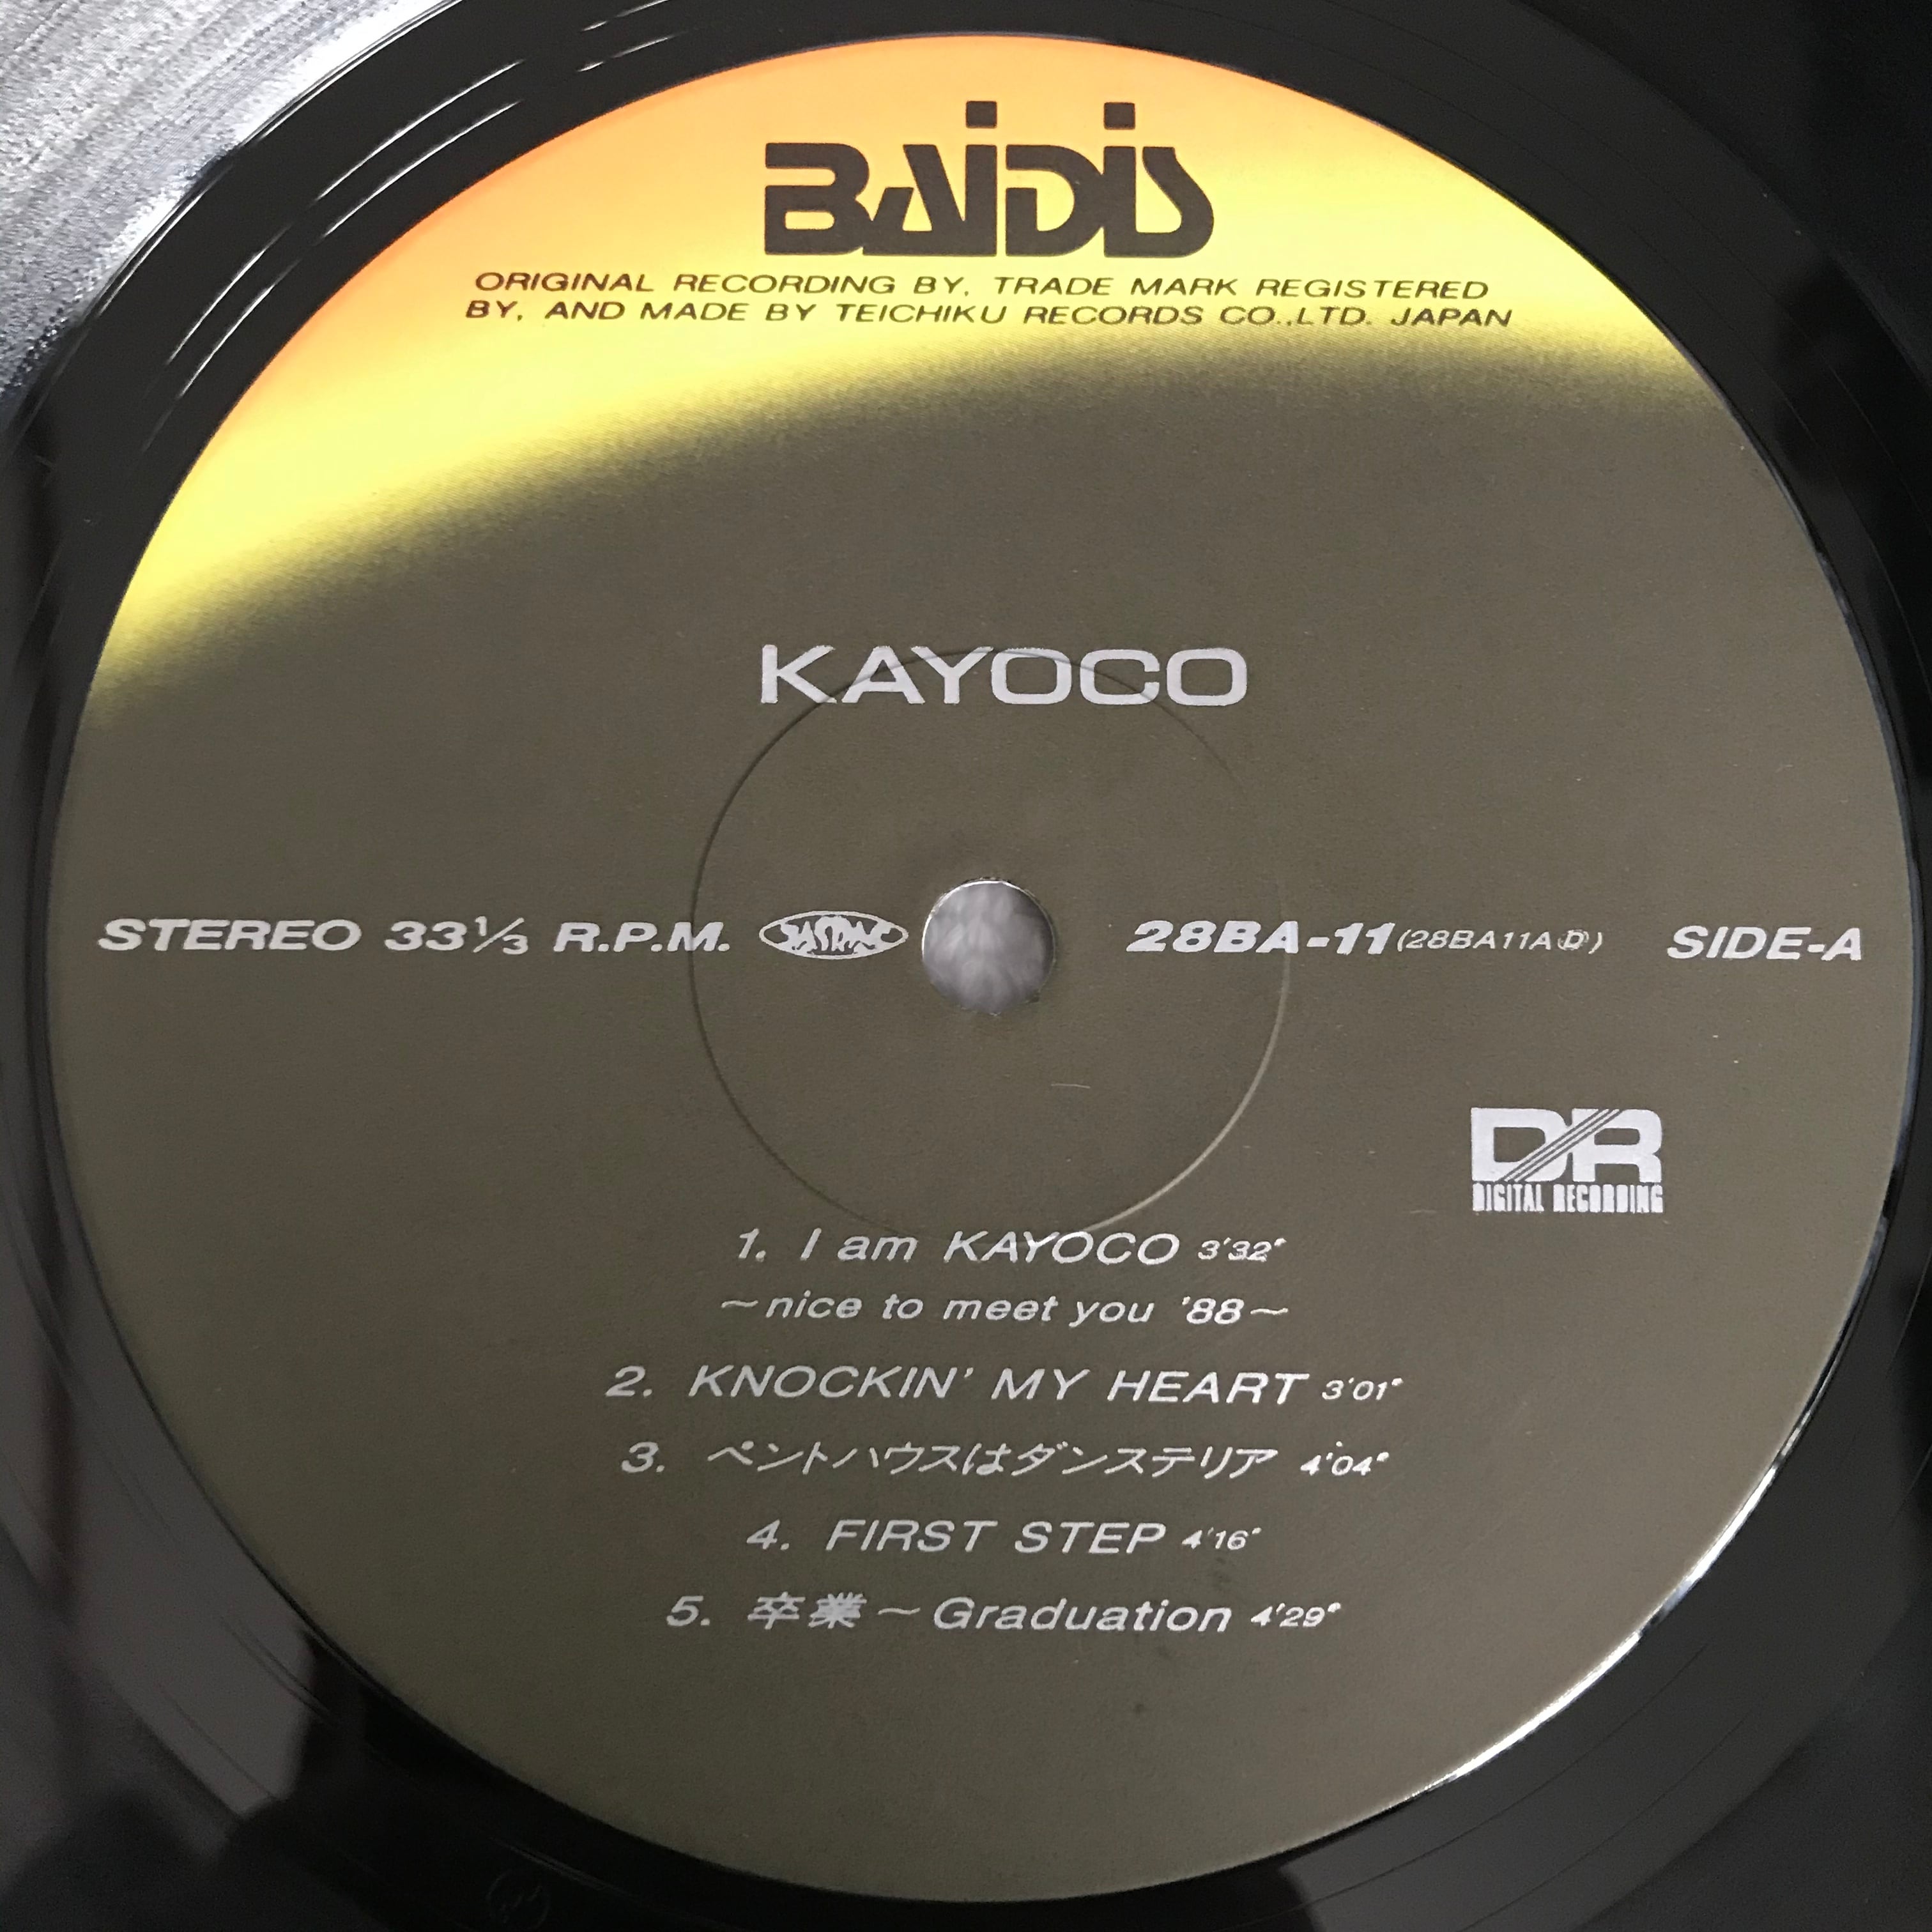 BAIDIS
ORIGINAL RECORDING BY, TRADE MARK REGISTERED
BY, AND MADE BY TEICHIKU RECORDS CO.,LTD. JAPAN
KAYOCO
STEREO 33⅓ R.P.M. JASRAC 28BA-11(28BA11AⒹ) SIDE-A
DR
DIGITAL RECORDING
1. I am KAYOCO 3'32"
~nice to meet you '88~
2. KNOCKIN' MY HEART 3'01"
3. ペントハウスはダンステリア 4'04"
4. FIRST STEP 4'16"
5. 卒業~Graduation 4'29"